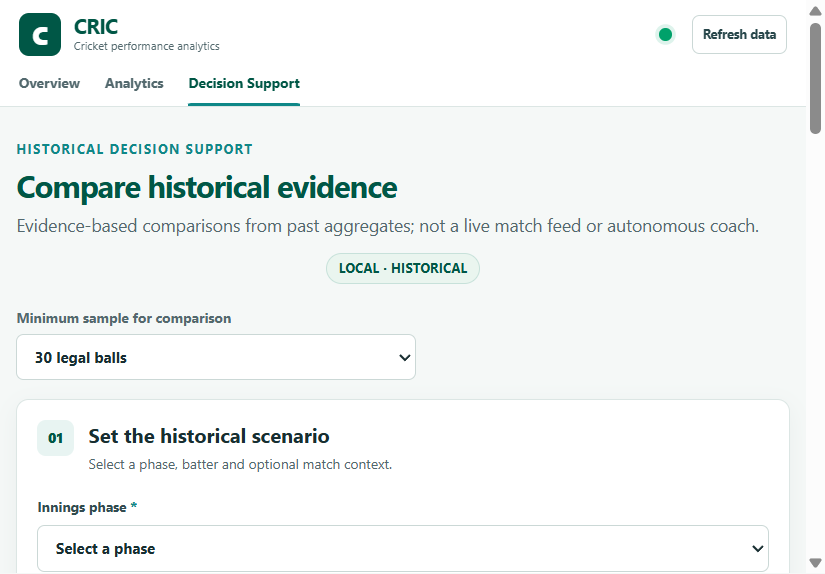 C
CRIC
Cricket performance analytics
Refresh data
Overview
Analytics
Decision Support
HISTORICAL DECISION SUPPORT
Compare historical evidence
Evidence-based comparisons from past aggregates; not a live match feed or autonomous coach.
LOCAL · HISTORICAL
Minimum sample for comparison
30 legal balls
01
Set the historical scenario
Select a phase, batter and optional match context.
Innings phase *
Select a phase